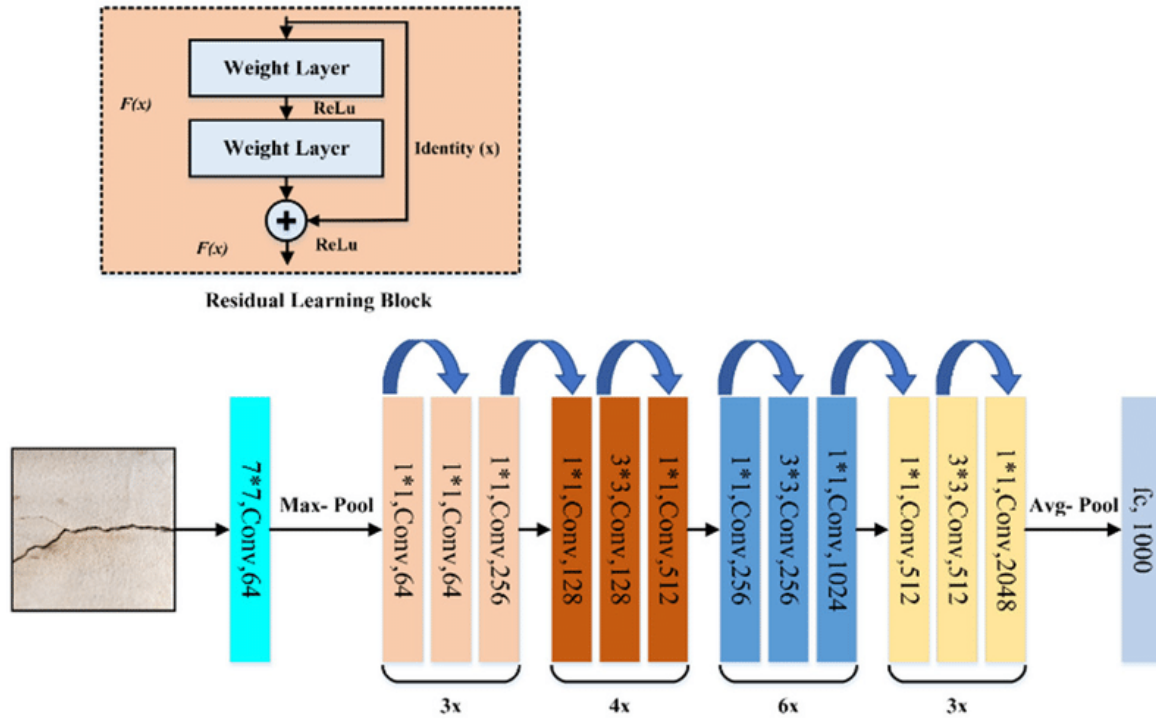 Weight Layer
F(x)
ReLu
Weight Layer
Identity (x)
+
F(x)
ReLu
Residual Learning Block
7*7,Conv,64
Max- Pool
1*1,Conv,64
1*1,Conv,64
1*1,Conv,256
1*1,Conv,128
3*3,Conv,128
1*1,Conv,512
1*1,Conv,256
3*3,Conv,256
1*1,Conv,1024
1*1,Conv,512
3*3,Conv,512
1*1,Conv,2048
Avg- Pool
fc, 1000
3x
4x
6x
3x